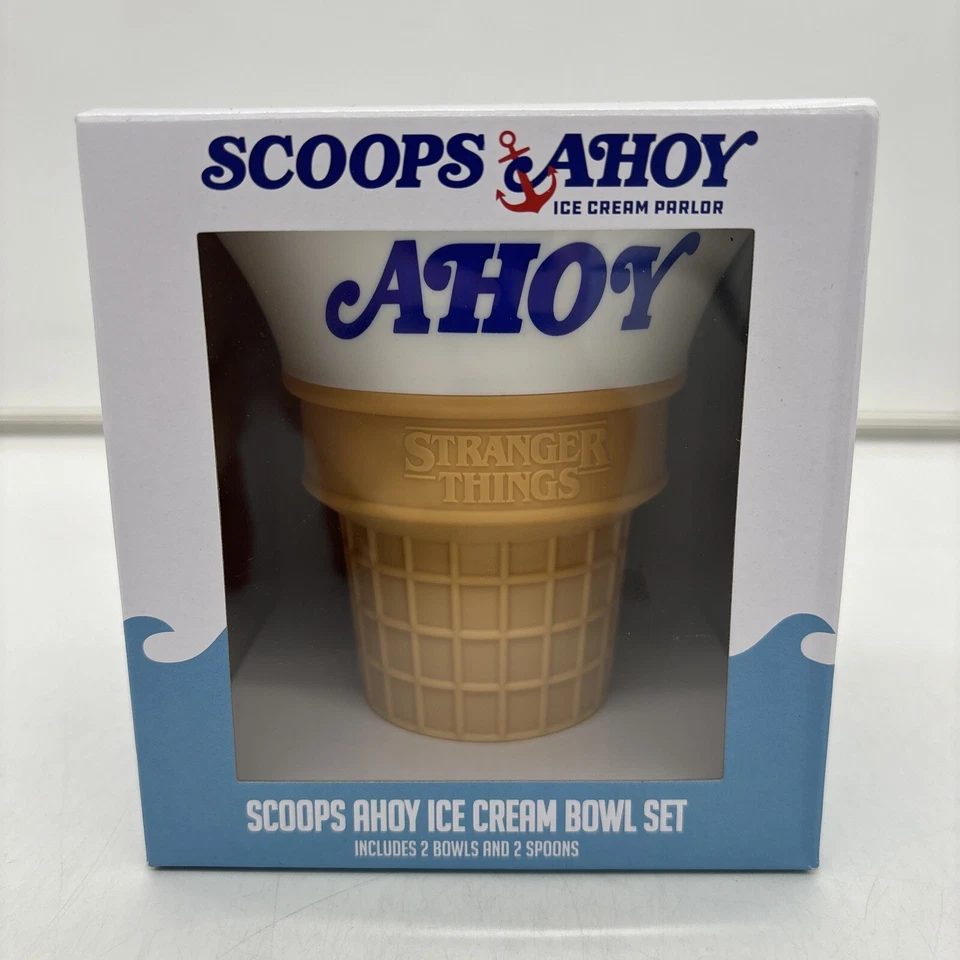 SCOOPS AHOY
ICE CREAM PARLOR
AHOY
STRANGER
THINGS
SCOOPS AHOY ICE CREAM BOWL SET
INCLUDES 2 BOWLS AND 2 SPOONS